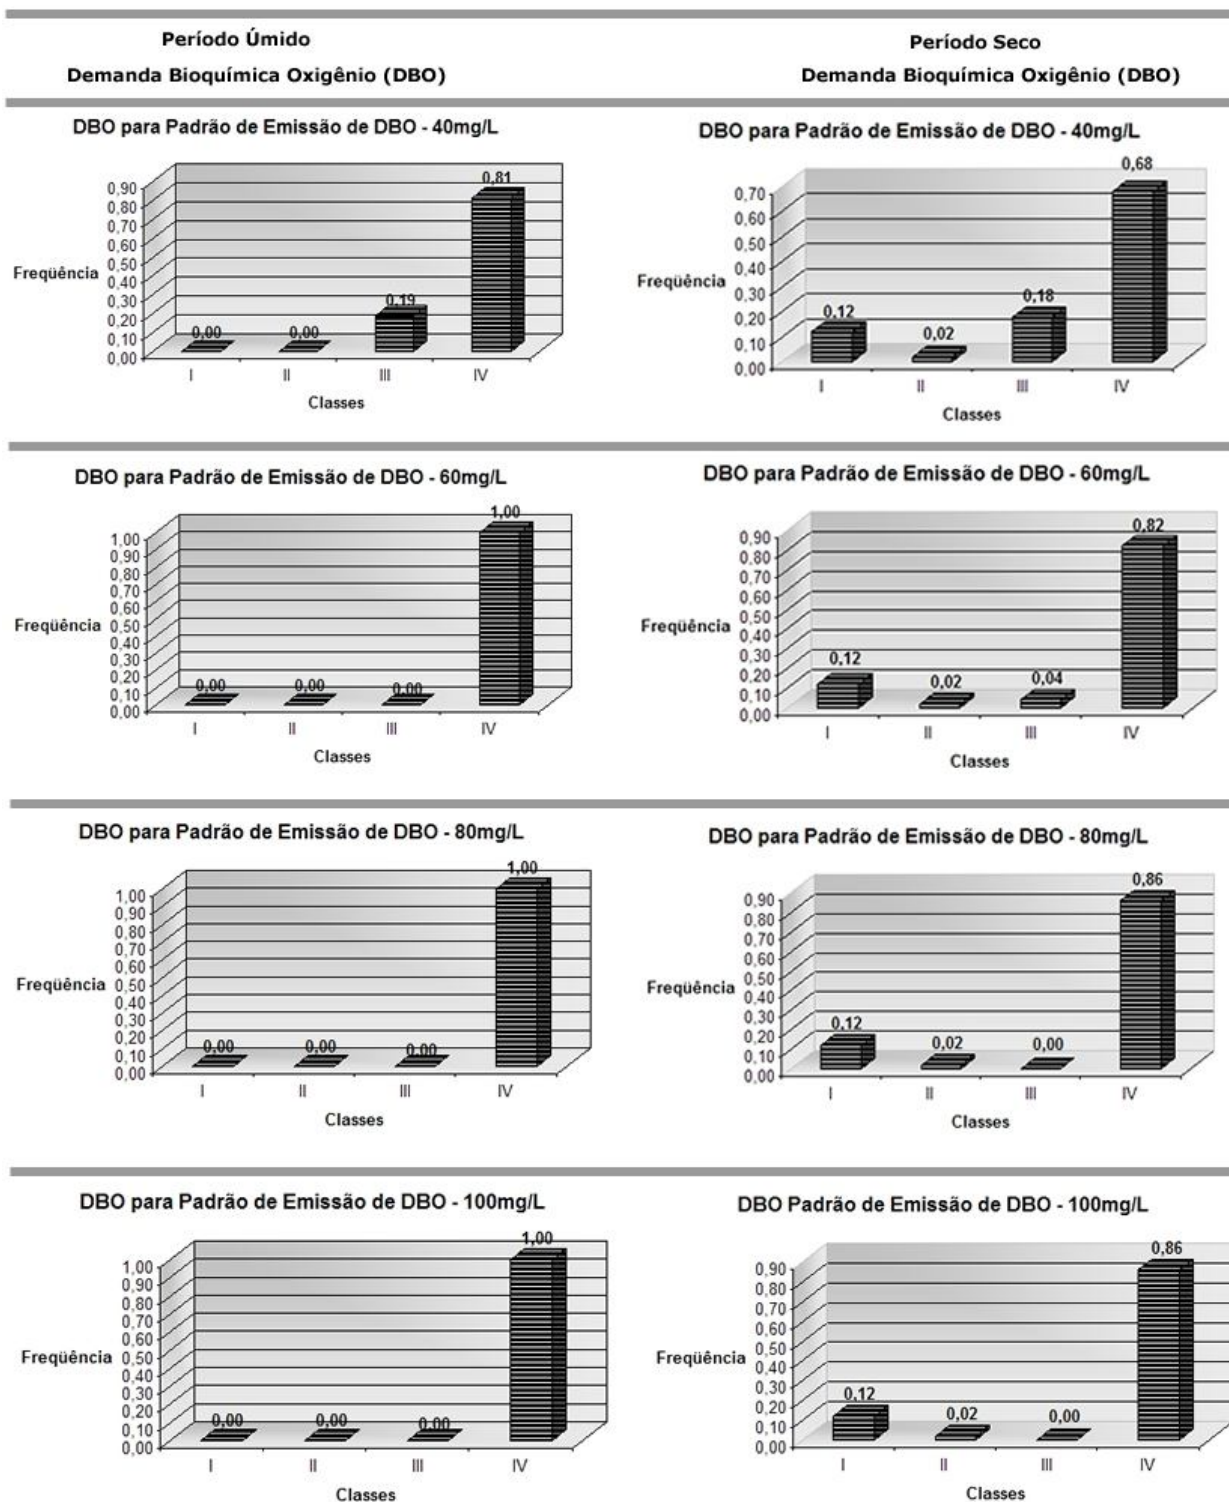 Período Úmido
Demanda Bioquímica Oxigênio (DBO)
Período Seco
Demanda Bioquímica Oxigênio (DBO)
DBO para Padrão de Emissão de DBO - 40mg/L
0,90
0,80
0,70
0,60
0,50
0,40
0,30
0,20
0,10
0,00
Freqüência
0,00
0,00
0,19
0,81
I
II
III
IV
Classes
DBO para Padrão de Emissão de DBO - 40mg/L
0,70
0,60
0,50
0,40
0,30
0,20
0,10
0,00
Freqüência
0,12
0,02
0,18
0,68
I
II
III
IV
Classes
DBO para Padrão de Emissão de DBO - 60mg/L
1,00
0,90
0,80
0,70
0,60
0,50
0,40
0,30
0,20
0,10
0,00
Freqüência
0,00
0,00
0,00
1,00
I
II
III
IV
Classes
DBO para Padrão de Emissão de DBO - 60mg/L
0,90
0,80
0,70
0,60
0,50
0,40
0,30
0,20
0,10
0,00
Freqüência
0,12
0,02
0,04
0,82
I
II
III
IV
Classes
DBO para Padrão de Emissão de DBO - 80mg/L
1,00
0,90
0,80
0,70
0,60
0,50
0,40
0,30
0,20
0,10
0,00
Freqüência
0,00
0,00
0,00
1,00
I
II
III
IV
Classes
DBO para Padrão de Emissão de DBO - 80mg/L
0,90
0,80
0,70
0,60
0,50
0,40
0,30
0,20
0,10
0,00
Freqüência
0,12
0,02
0,00
0,86
I
II
III
IV
Classes
DBO para Padrão de Emissão de DBO - 100mg/L
1,00
0,90
0,80
0,70
0,60
0,50
0,40
0,30
0,20
0,10
0,00
Freqüência
0,00
0,00
0,00
1,00
I
II
III
IV
Classes
DBO Padrão de Emissão de DBO - 100mg/L
0,90
0,80
0,70
0,60
0,50
0,40
0,30
0,20
0,10
0,00
Freqüência
0,12
0,02
0,00
0,86
I
II
III
IV
Classes